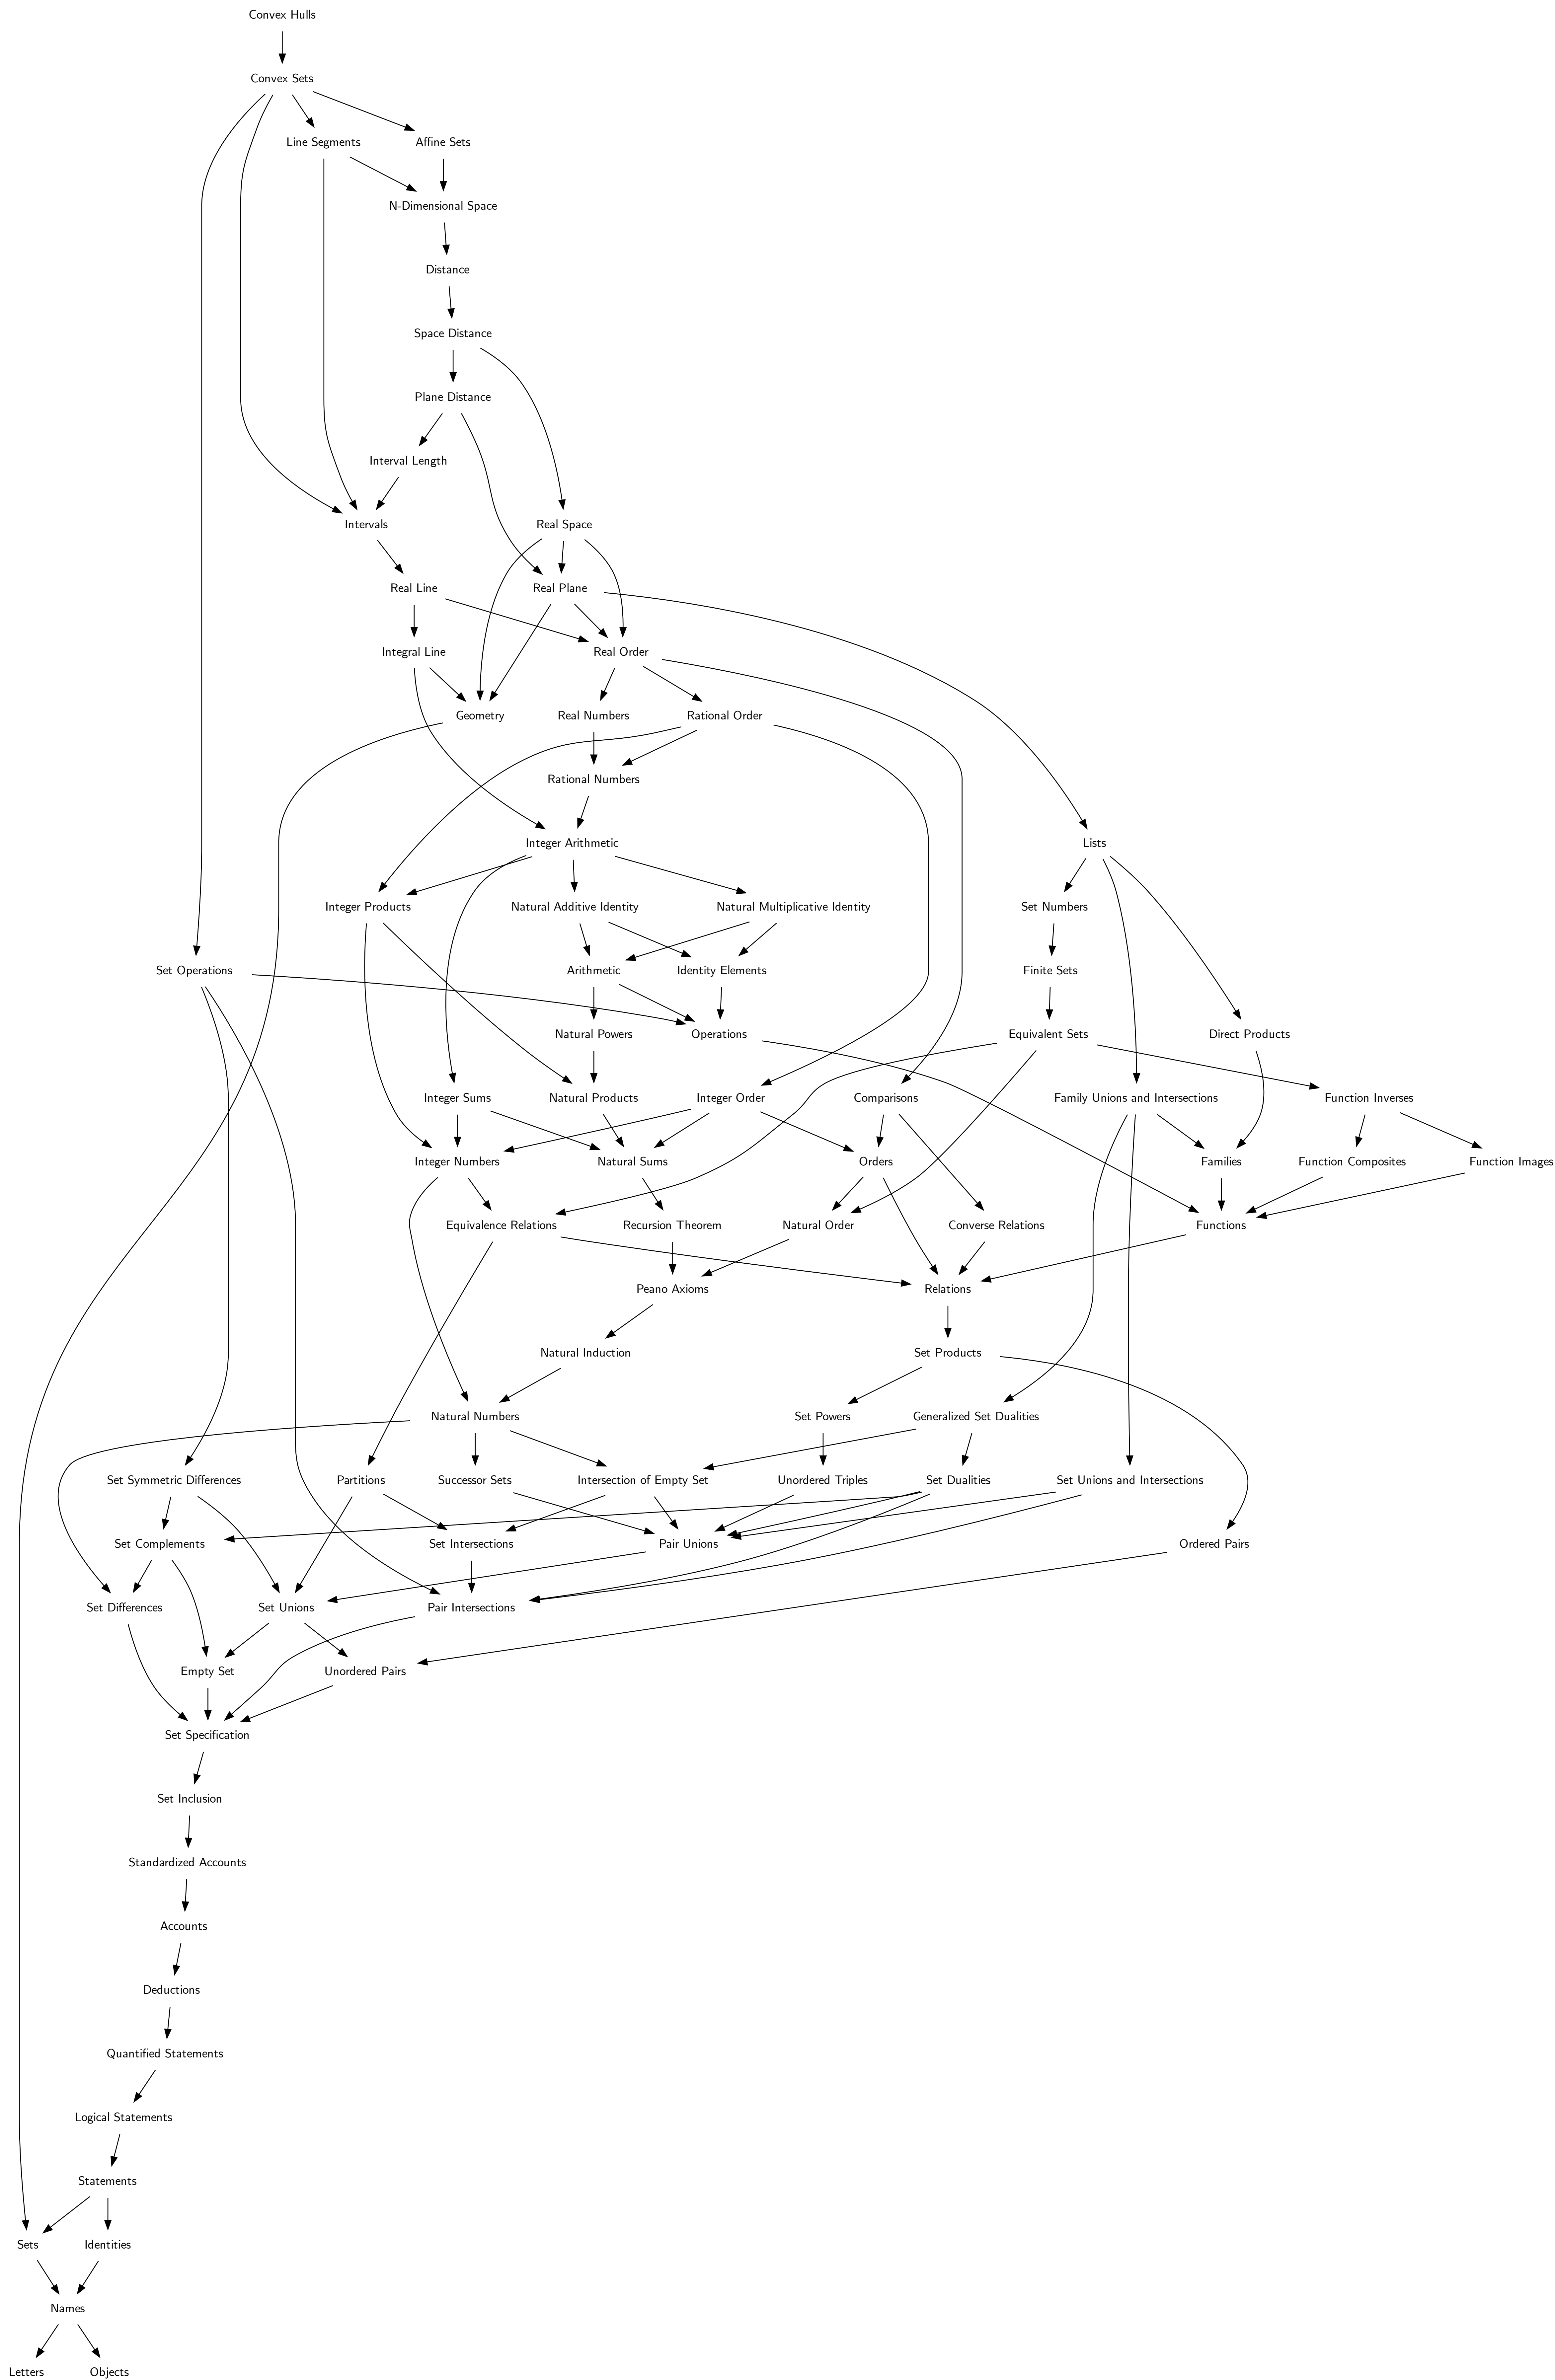 Convex Hulls
Convex Sets
Line Segments
Affine Sets
N-Dimensional Space
Distance
Space Distance
Plane Distance
Interval Length
Intervals
Real Space
Real Line
Real Plane
Integral Line
Real Order
Geometry
Real Numbers
Rational Order
Rational Numbers
Integer Arithmetic
Lists
Integer Products
Natural Additive Identity
Natural Multiplicative Identity
Set Numbers
Set Operations
Arithmetic
Identity Elements
Finite Sets
Natural Powers
Operations
Equivalent Sets
Direct Products
Integer Sums
Natural Products
Integer Order
Comparisons
Family Unions and Intersections
Function Inverses
Integer Numbers
Natural Sums
Orders
Families
Function Composites
Function Images
Equivalence Relations
Recursion Theorem
Natural Order
Converse Relations
Functions
Peano Axioms
Relations
Natural Induction
Set Products
Natural Numbers
Set Powers
Generalized Set Dualities
Set Symmetric Differences
Partitions
Successor Sets
Intersection of Empty Set
Unordered Triples
Set Dualities
Set Unions and Intersections
Set Complements
Set Intersections
Pair Unions
Ordered Pairs
Set Differences
Set Unions
Pair Intersections
Empty Set
Unordered Pairs
Set Specification
Set Inclusion
Standardized Accounts
Accounts
Deductions
Quantified Statements
Logical Statements
Statements
Sets
Identities
Names
Letters
Objects